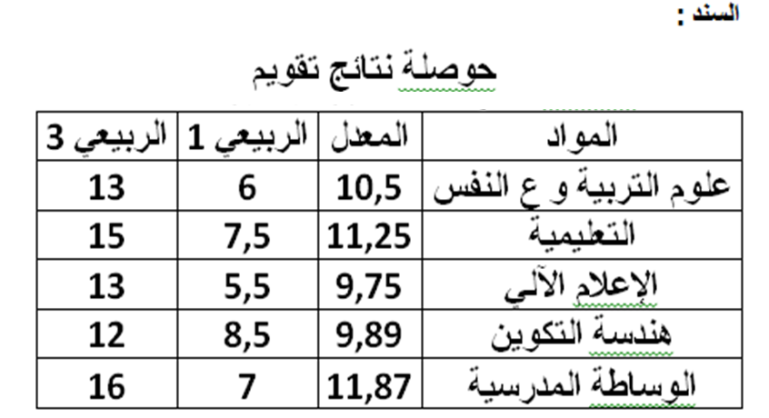 السند :
حوصلة نتائج تقويم
المواد المعدل الربيعي 1 الربيعي 3
علوم التربية و ع النفس 10,5 6 13
التعليمية 11,25 7,5 15
الإعلام الآلي 9,75 5,5 13
هندسة التكوين 9,89 8,5 12
الوساطة المدرسية 11,87 7 16